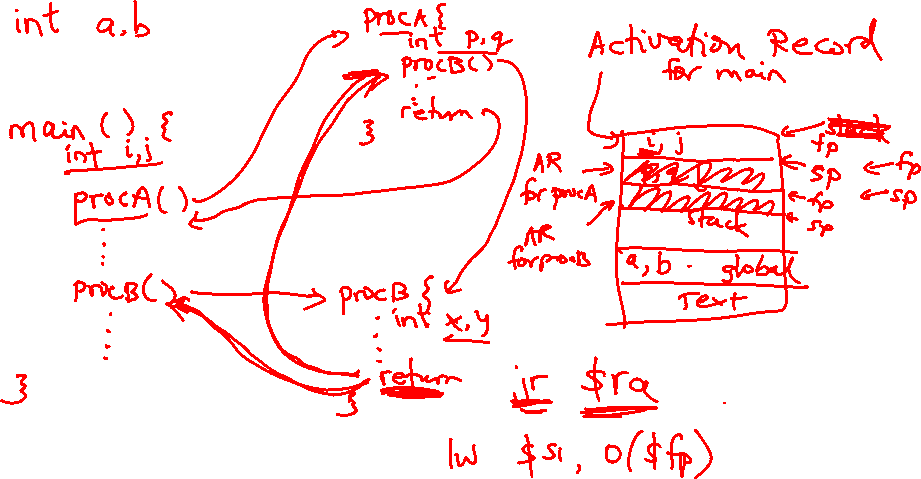 int a,b
main () {
int i,j
procA()
procB()
}
procA {
int p,q
procB()
return
}
procB {
int x,y
return
}
Activation Record
for main
i, j
fp
sp
fp
sp
fp
sp
AR
for procA
AR
for procB
stack
a, b. global
Text
jr $ra
lw $s1, 0($fp)